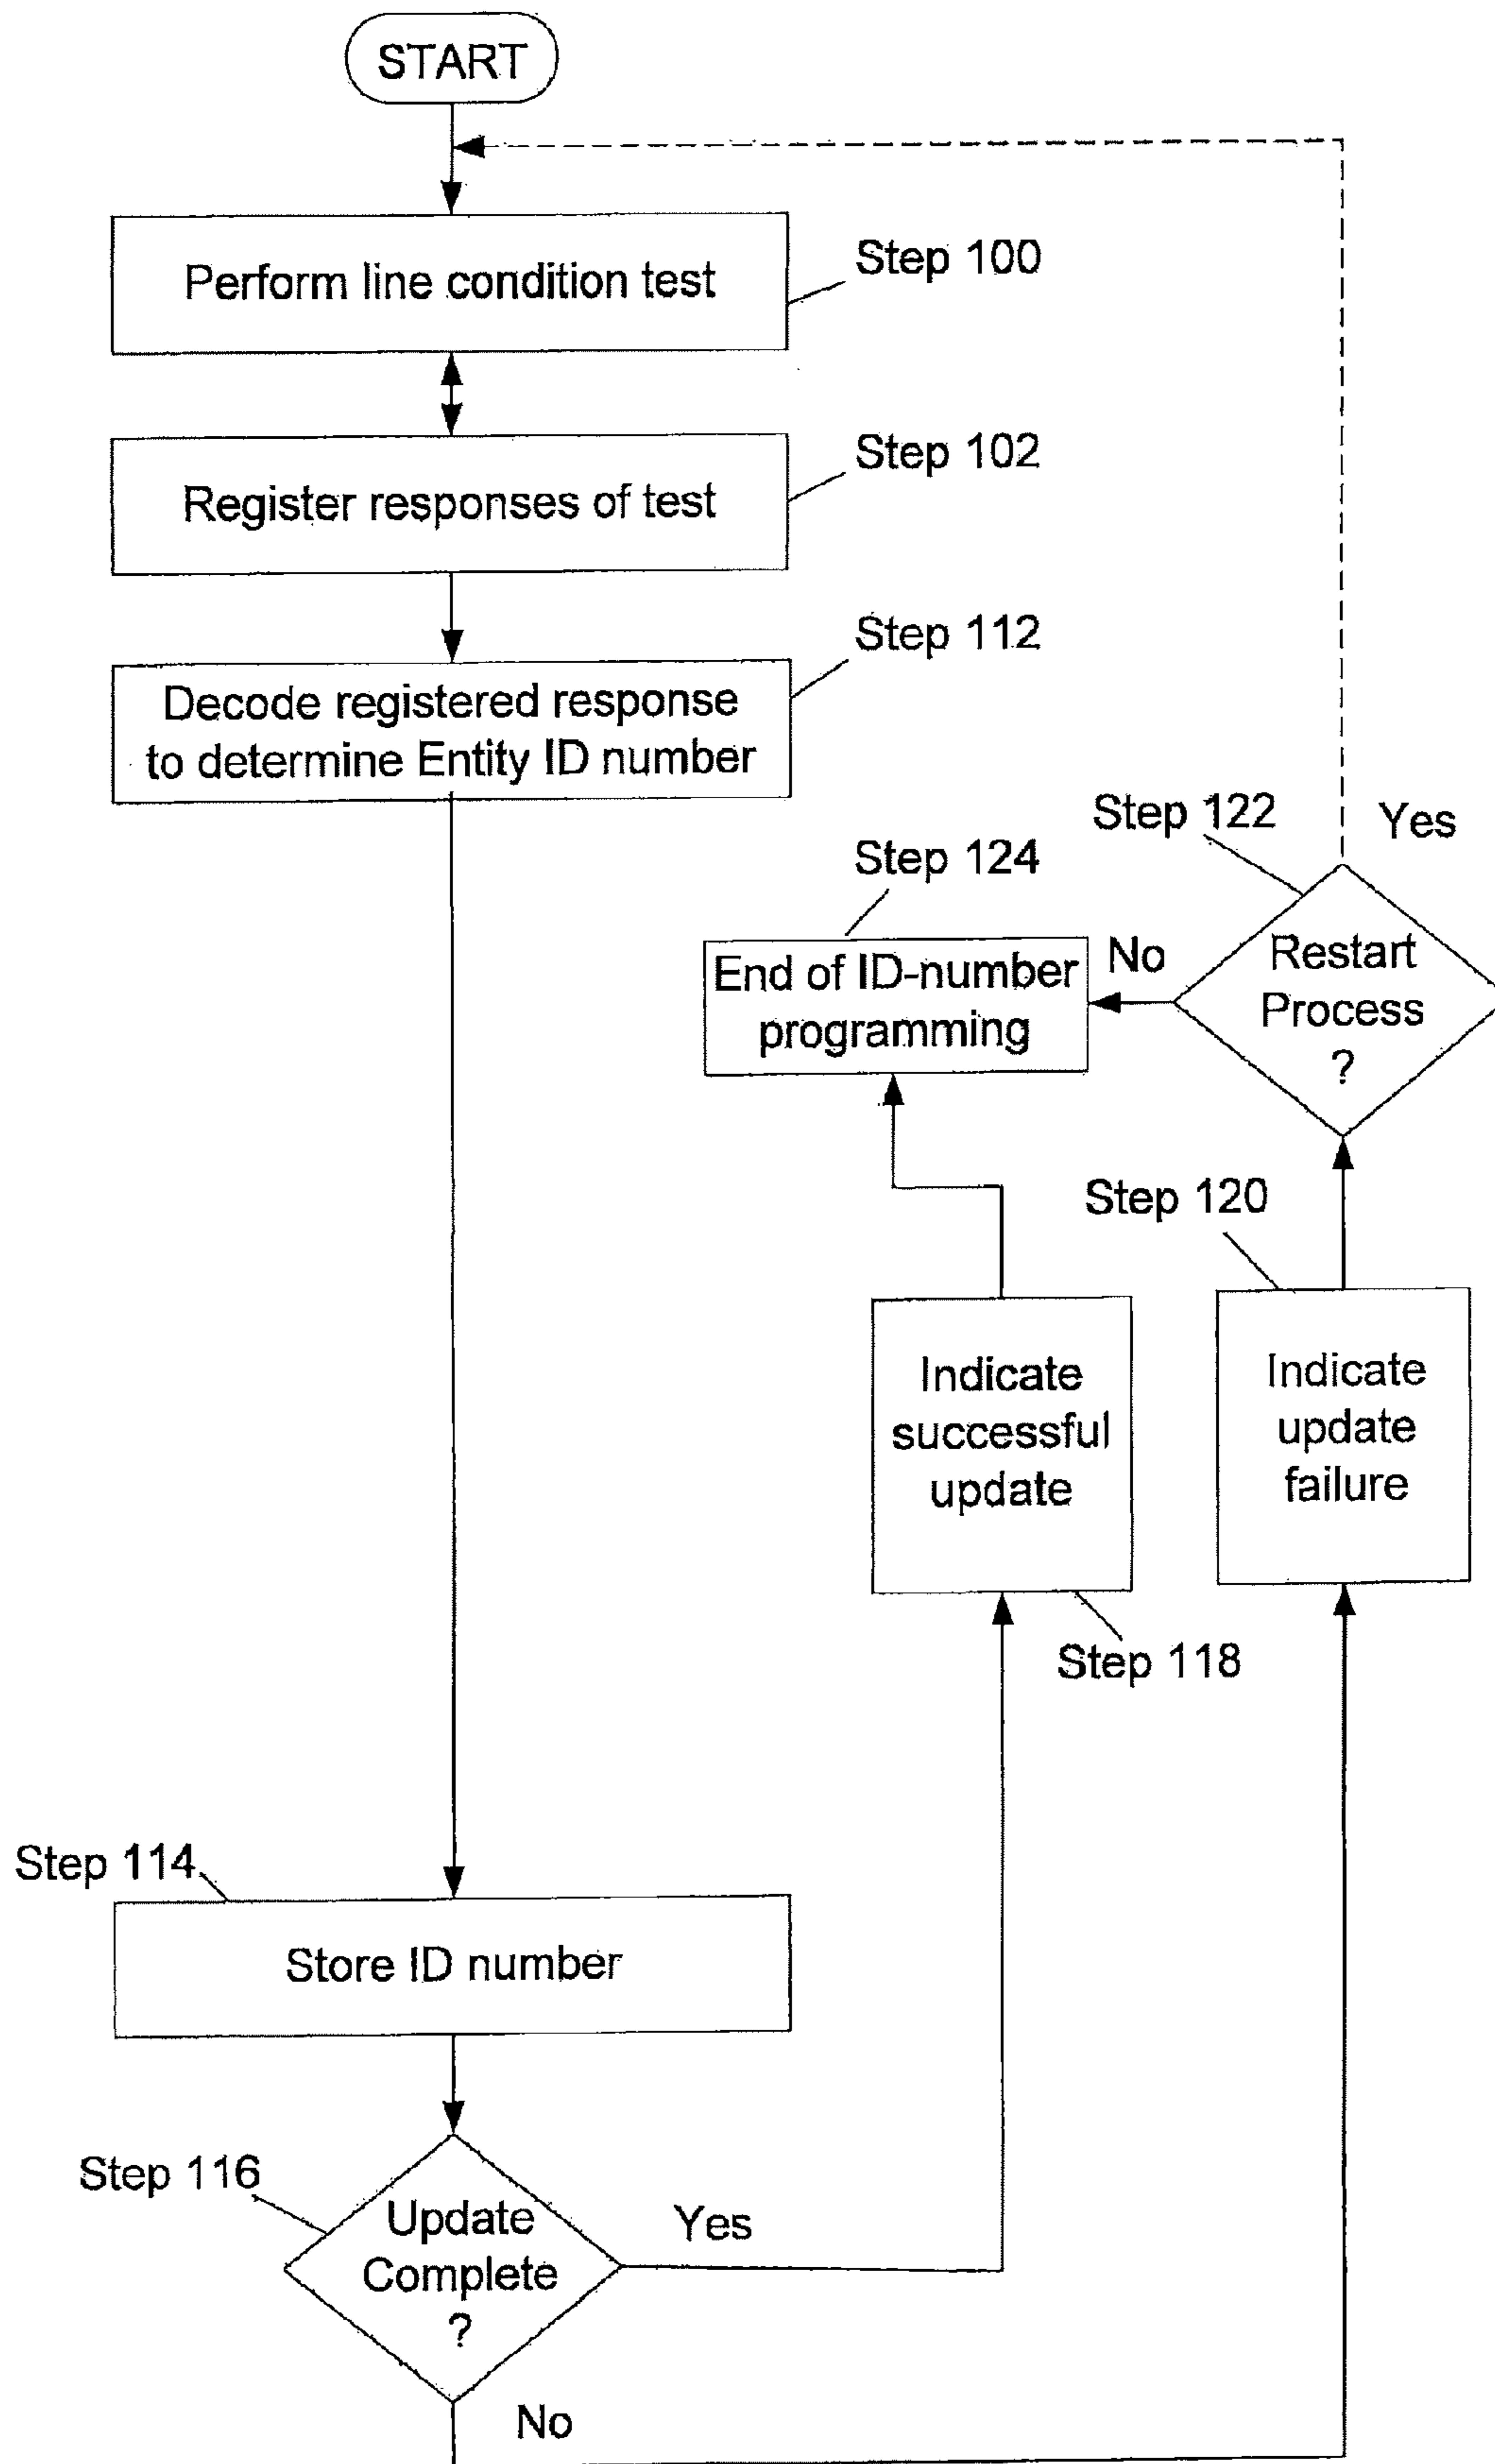 START
Perform line condition test
Step 100
Register responses of test
Step 102
Step 112
Decode registered response
to determine Entity ID number
Step 122
Yes
Step 124
End of ID-number
programming
No
Restart
Process
?
Step 120
Indicate
successful
update
Indicate
update
failure
Step 118
Step 114
Store ID number
Step 116
Update
Complete
?
Yes
No